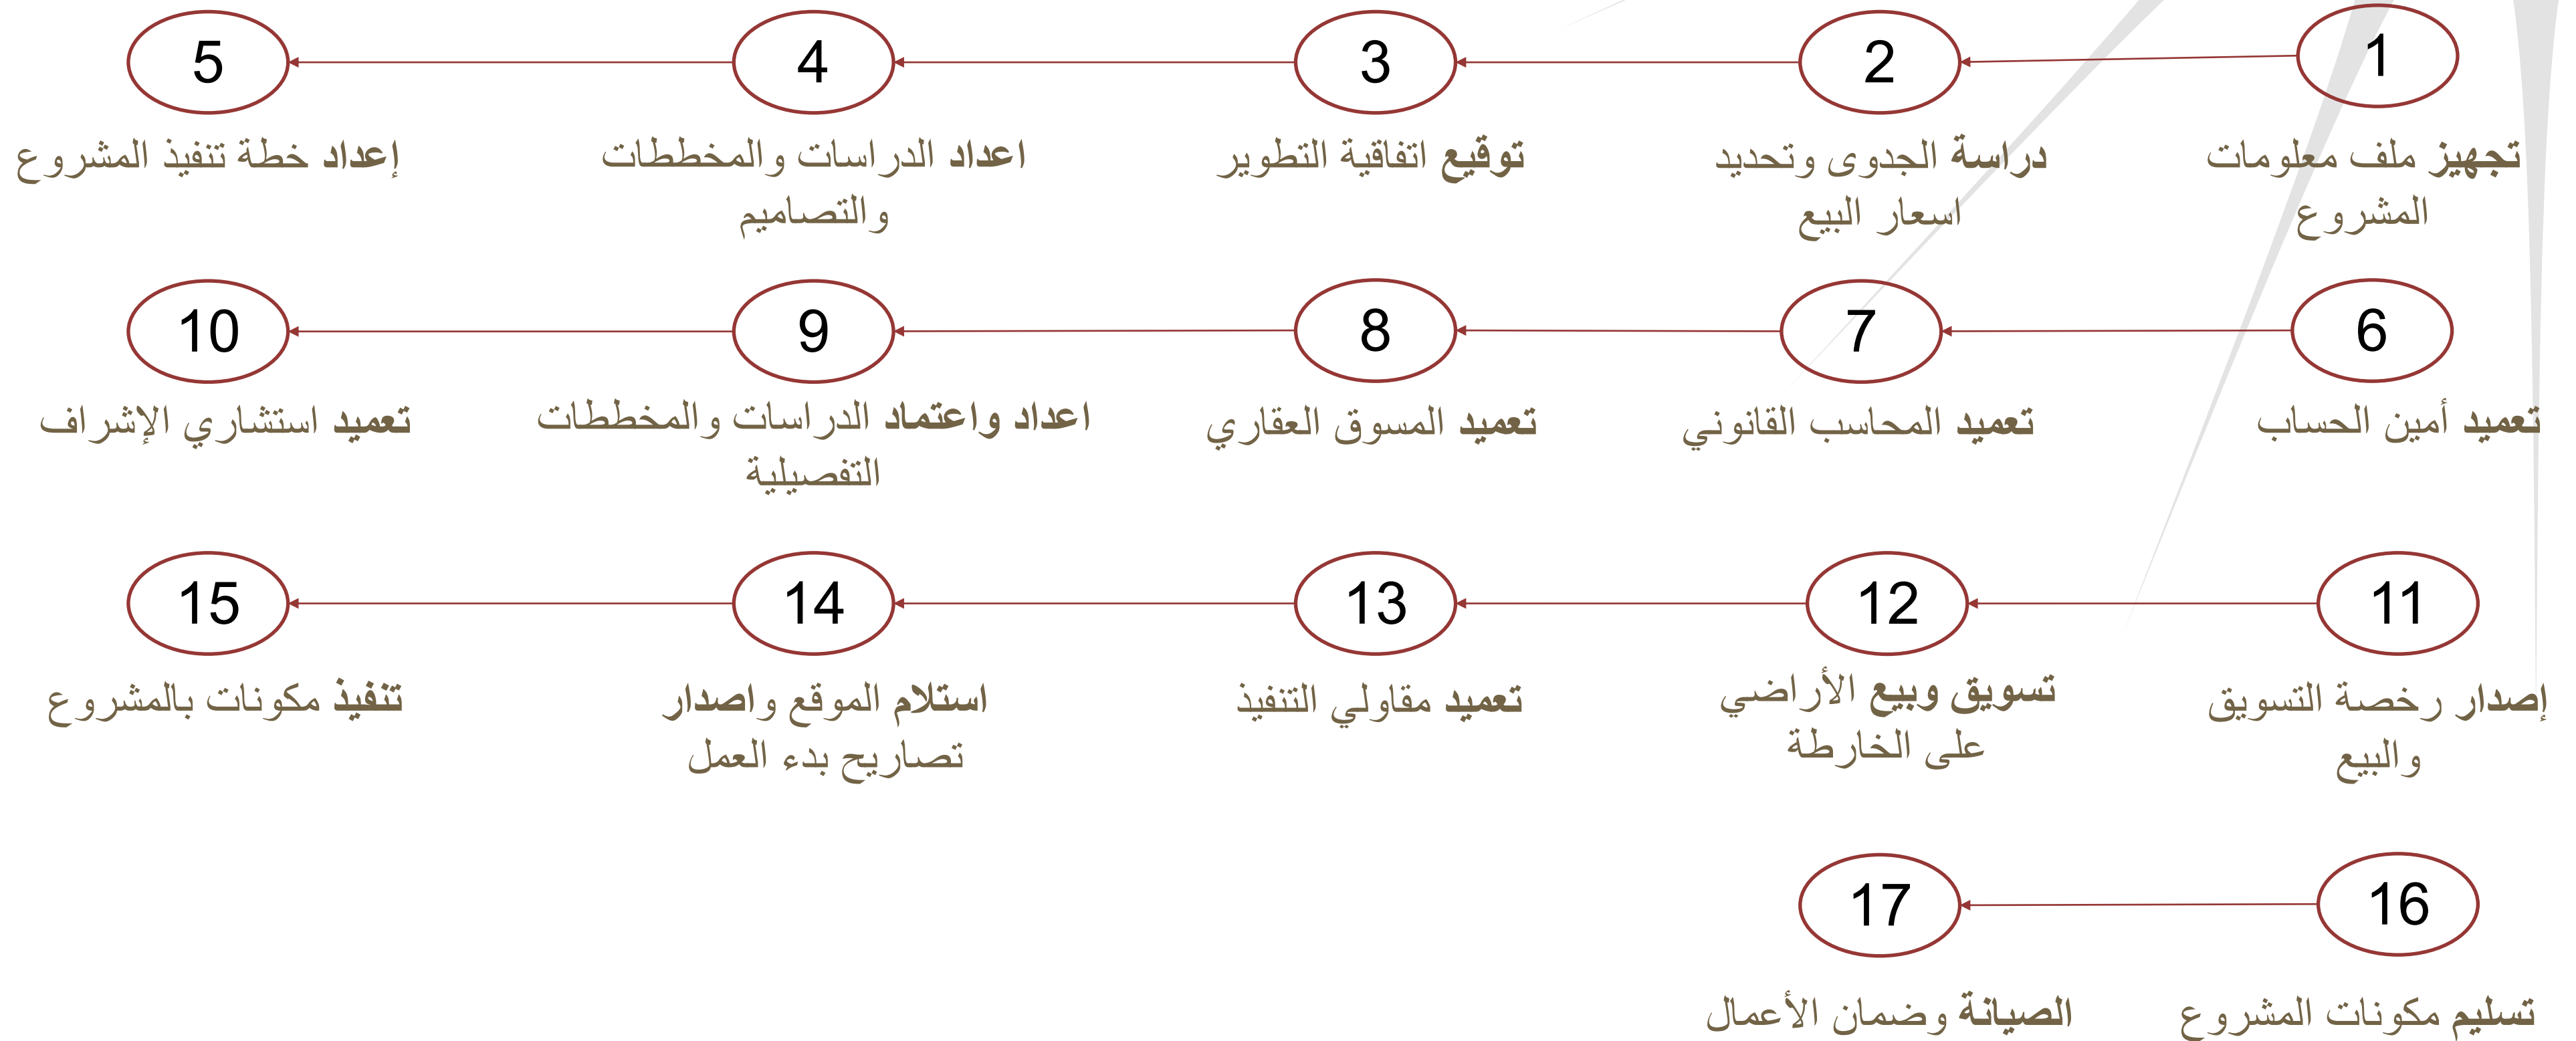 1
2
3
4
5
تجهيز ملف معلومات
المشروع
دراسة الجدوى وتحديد
اسعار البيع
توقيع اتفاقية التطوير
اعداد الدراسات والمخططات
والتصاميم
إعداد خطة تنفيذ المشروع
6
7
8
9
10
تعميد أمين الحساب
تعميد المحاسب القانوني
تعميد المسوق العقاري
اعداد واعتماد الدراسات والمخططات
التفصيلية
تعميد استشاري الإشراف
11
12
13
14
15
إصدار رخصة التسويق
والبيع
تسويق وبيع الأراضي
على الخارطة
تعميد مقاولي التنفيذ
استلام الموقع واصدار
تصاريح بدء العمل
تنفيذ مكونات بالمشروع
16
17
تسليم مكونات المشروع
الصيانة وضمان الأعمال